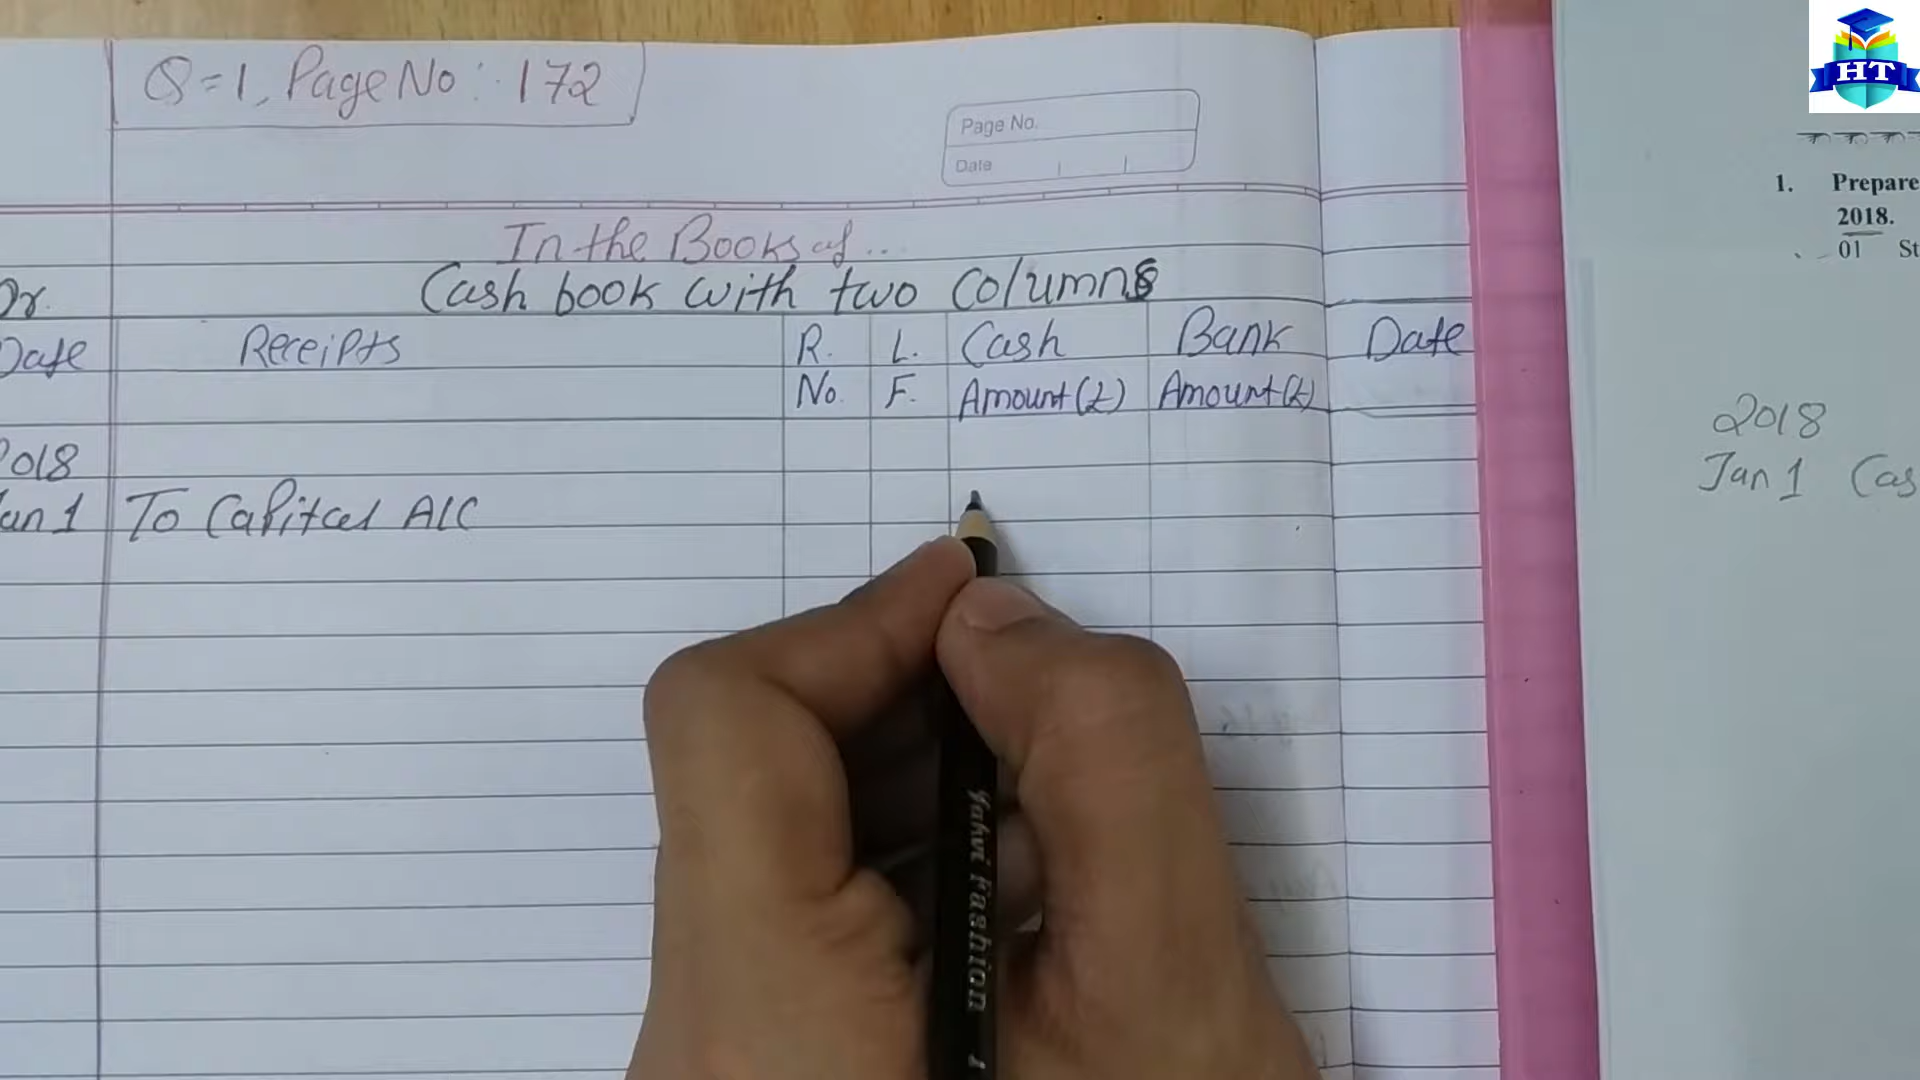 Q=1, Page No: 172
Page No.
Date
In the Books of...
Cash book with two columns
Dr.
Date Receipts R. L. Cash Bank Date
No. F. Amount(₹) Amount(₹)
2018
Jan 1 To Capital A/C
Yahvi Fashion
HT
1. Prepare
2018.
01 St
2018
Jan 1 Cas